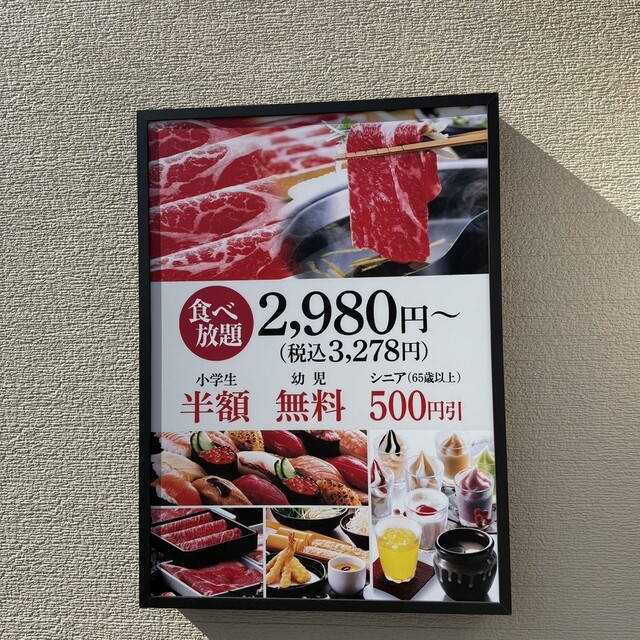 食べ
放題
2,980円～
(税込3,278円)
小学生
半額
幼児
無料
シニア(65歳以上)
500円引